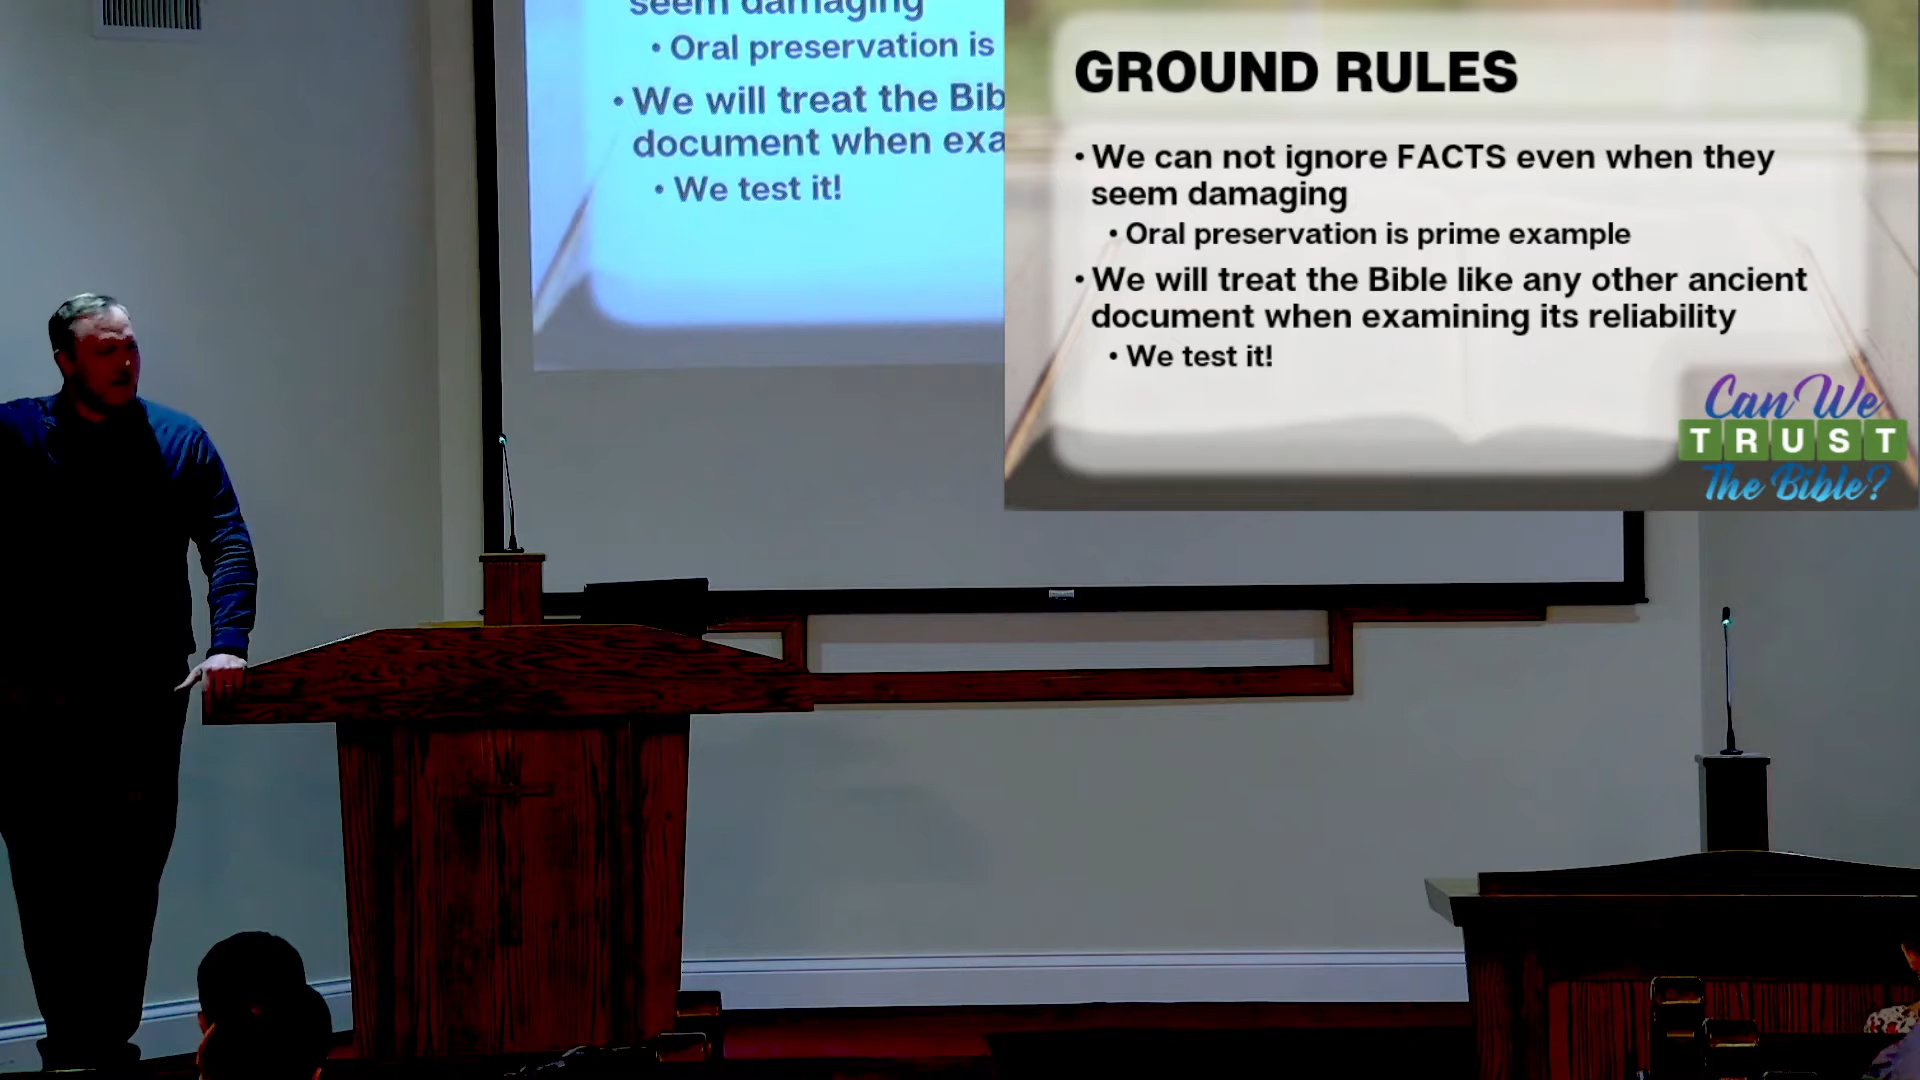 seem damaging
• Oral preservation is
• We will treat the Bib
document when exa
• We test it!
GROUND RULES
• We can not ignore FACTS even when they
seem damaging
• Oral preservation is prime example
• We will treat the Bible like any other ancient
document when examining its reliability
• We test it!
Can We
TRUST
The Bible?